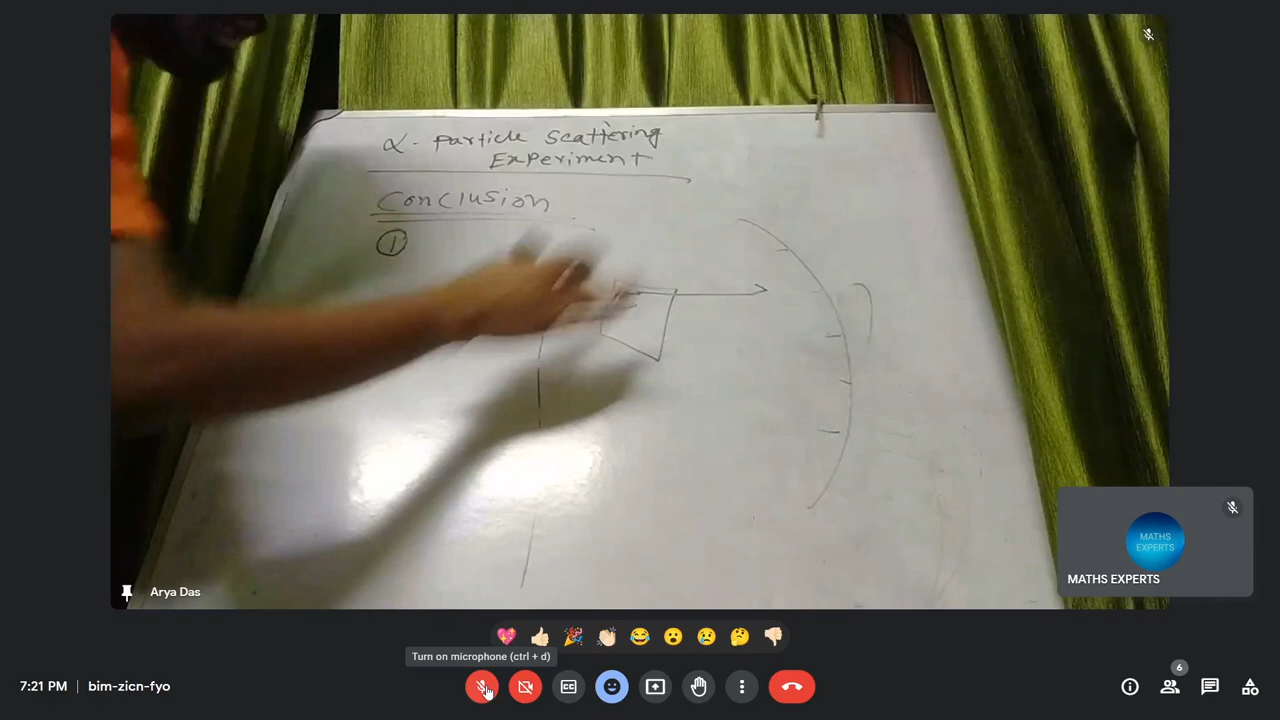 α - Particle Scattering
Experiment
Conclusion
①
Arya Das
MATHS
EXPERTS
MATHS EXPERTS
Turn on microphone (ctrl + d)
7:21 PM | bim-zicn-fyo
6